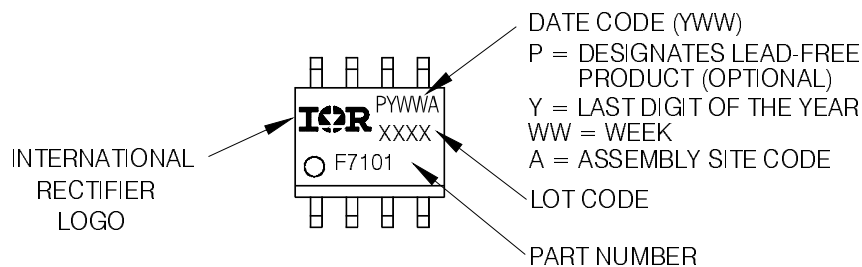 DATE CODE (YWW)
P = DESIGNATES LEAD-FREE
PRODUCT (OPTIONAL)
Y = LAST DIGIT OF THE YEAR
WW = WEEK
A = ASSEMBLY SITE CODE
LOT CODE
PART NUMBER
INTERNATIONAL
RECTIFIER
LOGO
IOR
PYWWA
XXXX
F7101